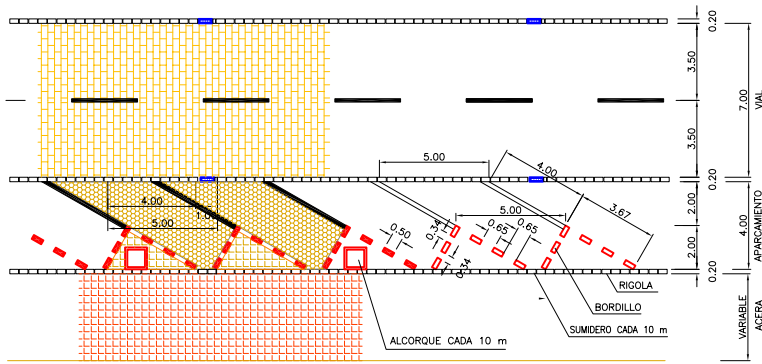 0.20
3.50
7.00
VIAL
3.50
0.20
5.00
4.00
3.67
2.00
4.00
APARCAMIENTO
2.00
0.20
4.00
1.00
5.00
5.00
0.50
0.34
0.65
0.65
0.34
RIGOLA
BORDILLO
SUMIDERO CADA 10 m
ALCORQUE CADA 10 m
VARIABLE
ACERA